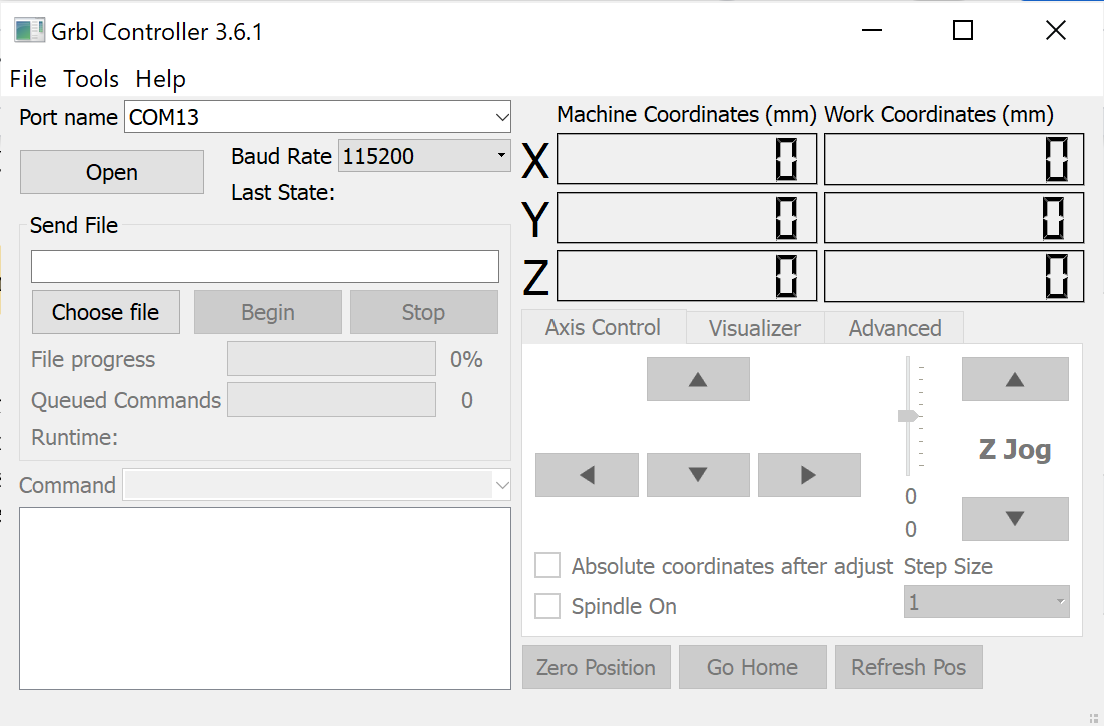 Grbl Controller 3.6.1
File Tools Help
Port name COM13
Open
Baud Rate 115200
Last State:
Send File
Choose file Begin Stop
File progress 0%
Queued Commands 0
Runtime:
Command
Machine Coordinates (mm) Work Coordinates (mm)
X 0 0
Y 0 0
Z 0 0
Axis Control Visualizer Advanced
Z Jog
0
0
Absolute coordinates after adjust Step Size
Spindle On 1
Zero Position Go Home Refresh Pos